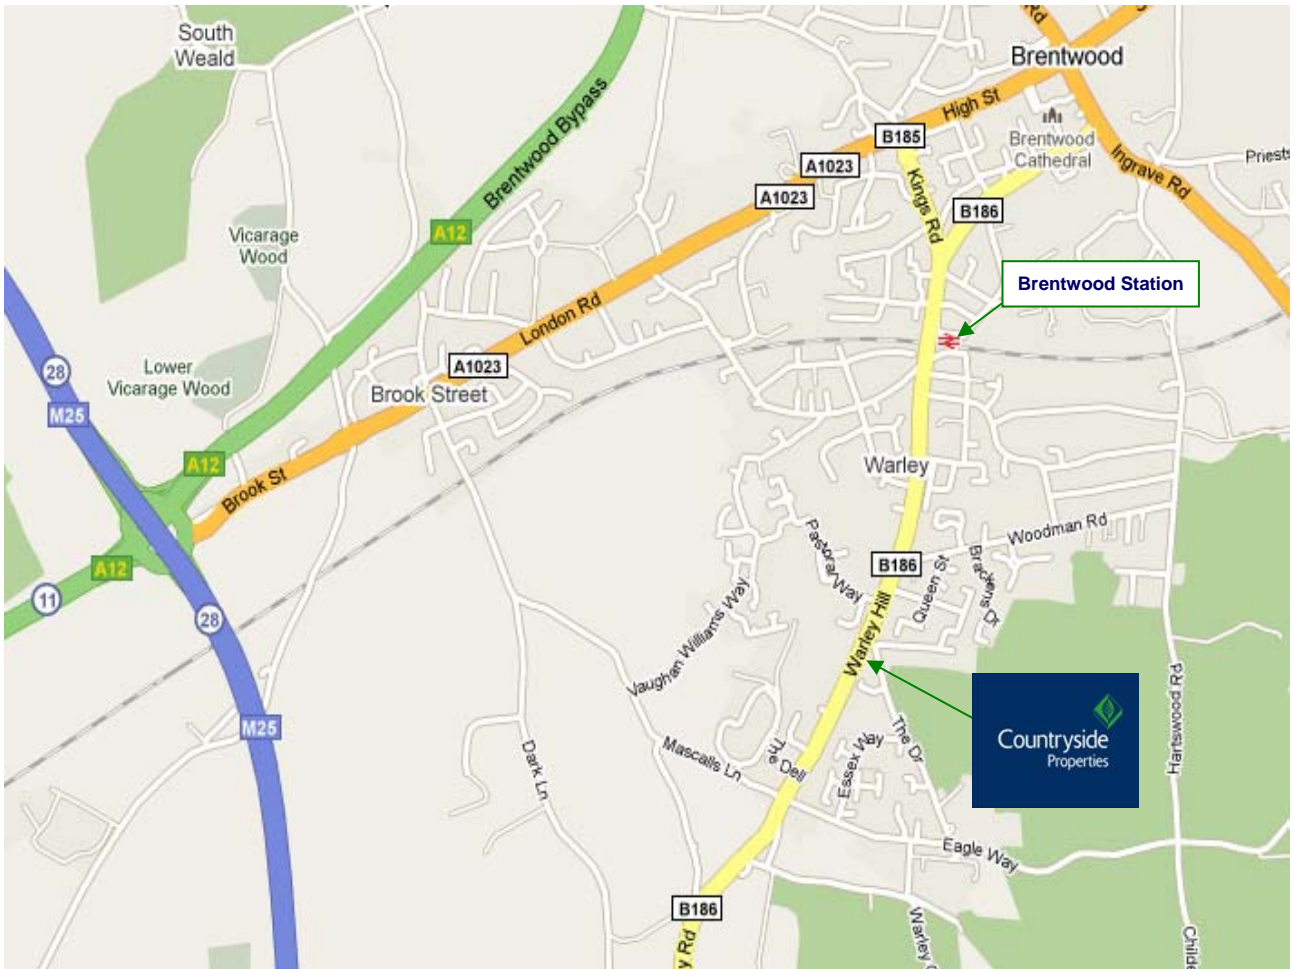 South
Weald
Rd
Brentwood
High St
B185
Brentwood
Cathedral
Ingrave Rd
Priests
Brentwood Bypass
A1023
A1023
Kings Rd
B186
A12
Vicarage
Wood
Brentwood Station
London Rd
Lower
Vicarage Wood
28
M25
A1023
Brook Street
A12
Brook St
Warley
Woodman Rd
Pastoral Way
B186
Queen St
Brackens Dr
A12
11
28
Vaughan Williams Way
Warley Hill
M25
Dark Ln
Mascalls Ln
The Dell
Essex Way
The Dr
Countryside
Properties
Hartswood Rd
Eagle Way
B186
y Rd
Warley
Childe